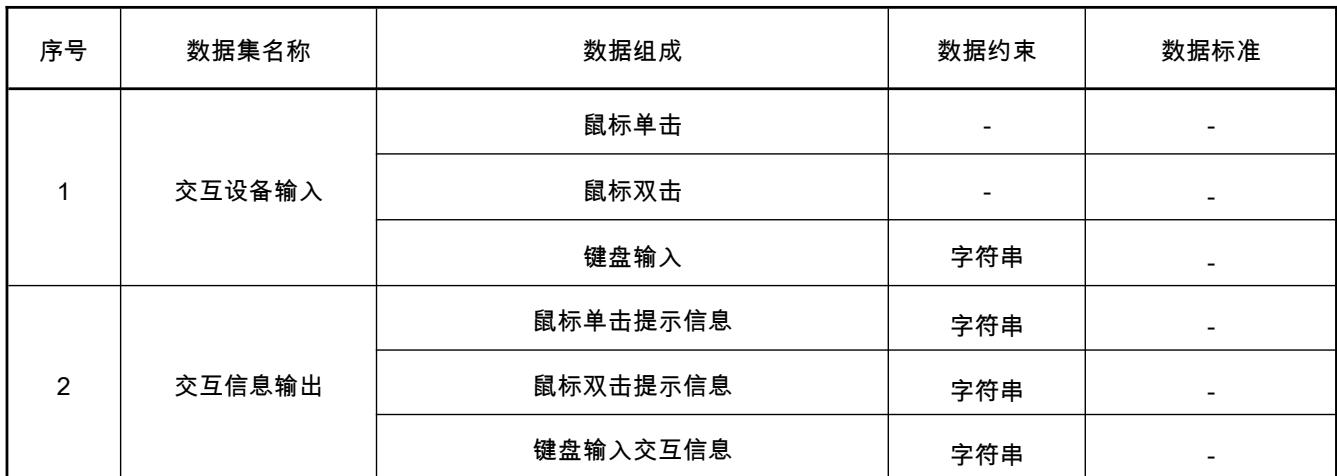 序号 数据集名称 数据组成 数据约束 数据标准
鼠标单击 - -
1 交互设备输入 鼠标双击 - -
键盘输入 字符串 -
鼠标单击提示信息 字符串 -
2 交互信息输出 鼠标双击提示信息 字符串 -
键盘输入交互信息 字符串 -